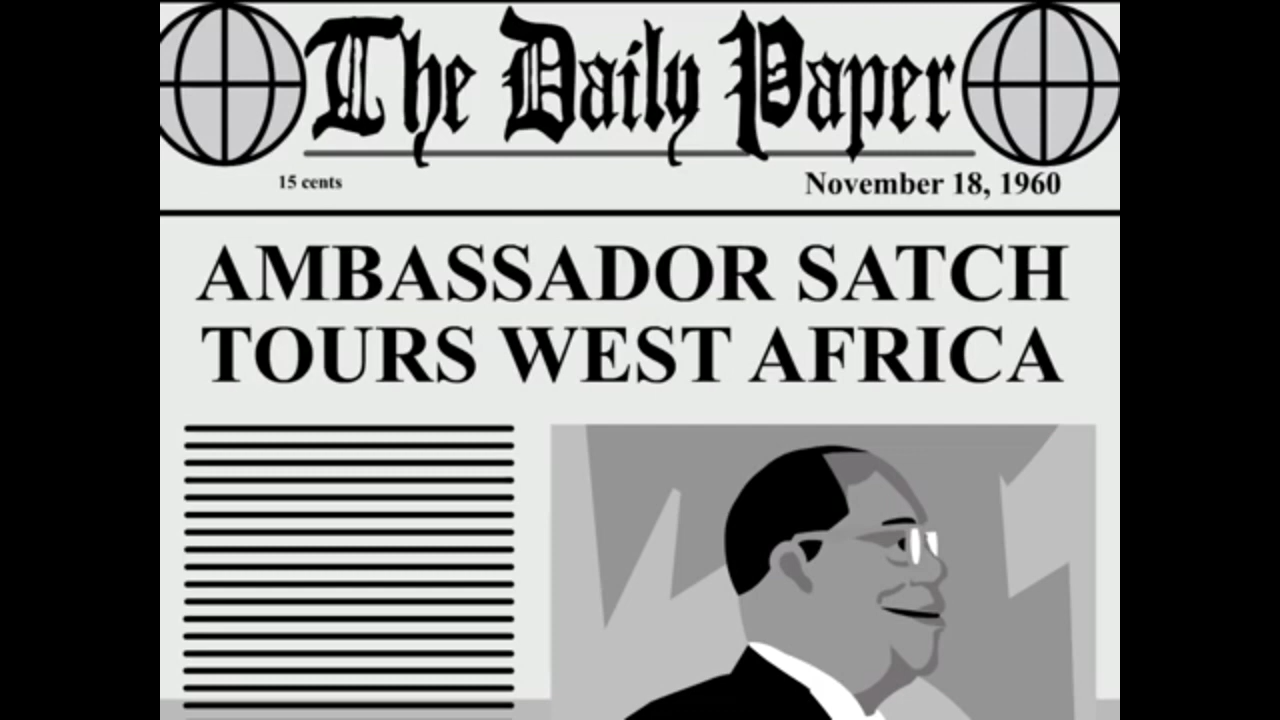 The Daily Paper
15 cents
November 18, 1960
AMBASSADOR SATCH
TOURS WEST AFRICA